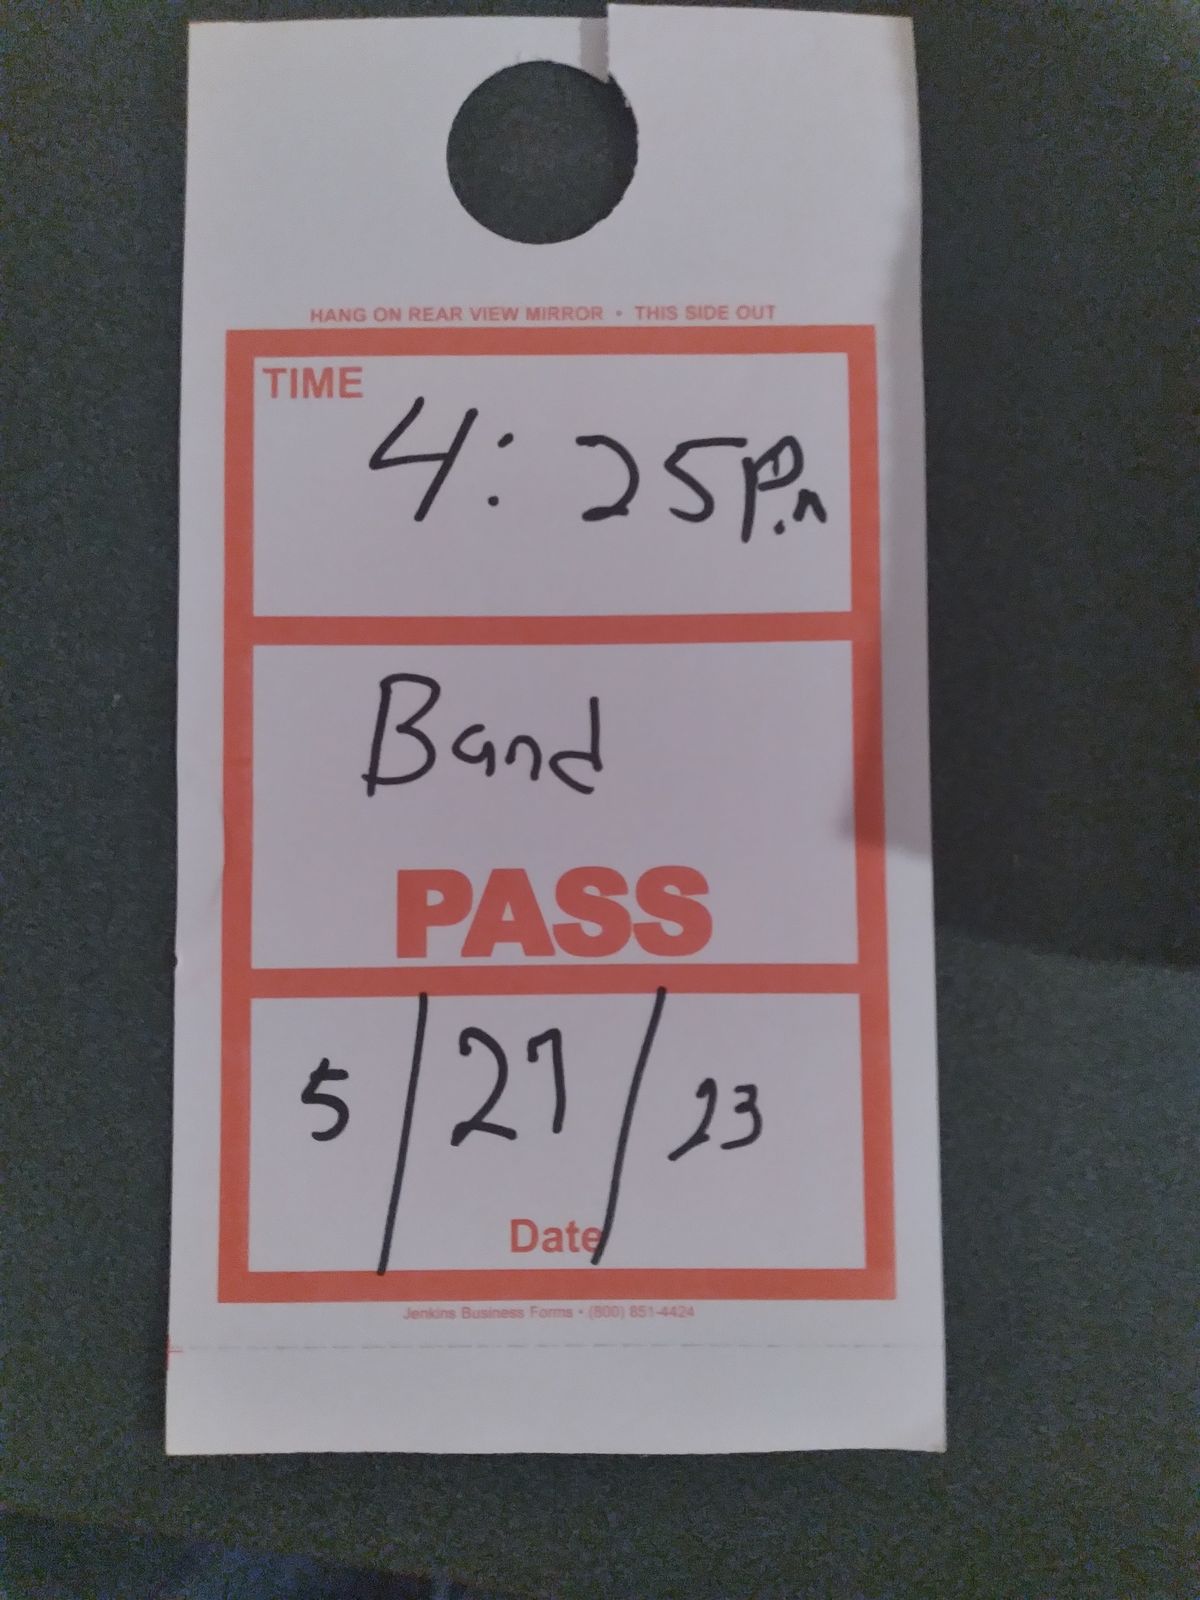 HANG ON REAR VIEW MIRROR • THIS SIDE OUT
TIME
4:25 P.m
Band
PASS
5/27/23
Date
Jenkins Business Forms • (800) 851-4424